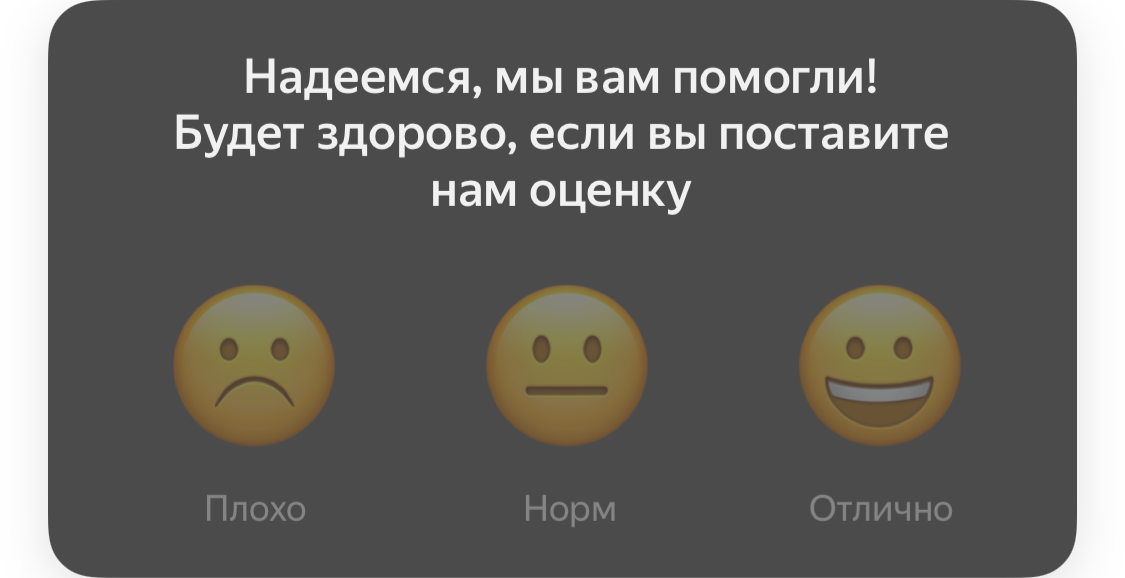 Надеемся, мы вам помогли!
Будет здорово, если вы поставите
нам оценку
Плохо
Норм
Отлично